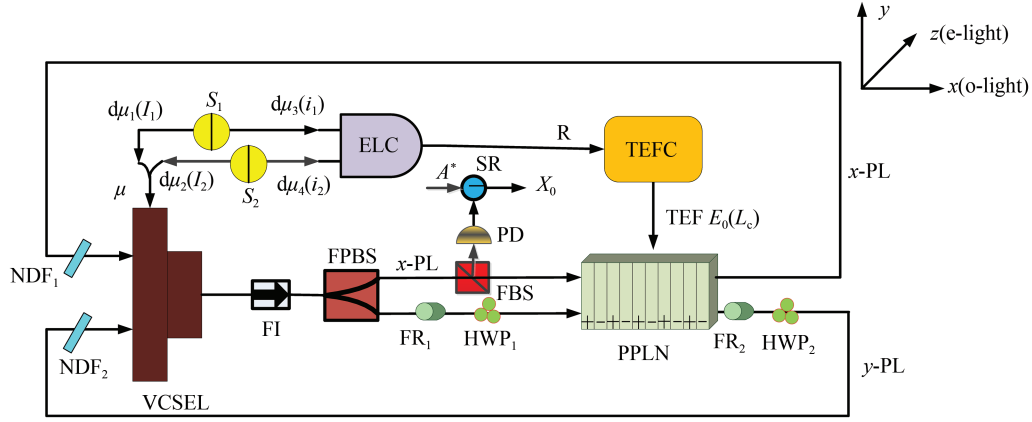 y
z(e-light)
x(o-light)
dμ₁(I₁)
S₁
dμ₃(i₁)
ELC
R
TEFC
dμ₂(I₂)
S₂
dμ₄(i₂)
μ
A*
SR
X₀
x-PL
TEF E₀(Lc)
PD
NDF₁
FPBS
x-PL
FBS
FI
FR₁
HWP₁
+−+−+−+−+−+−
PPLN
FR₂
HWP₂
NDF₂
VCSEL
y-PL